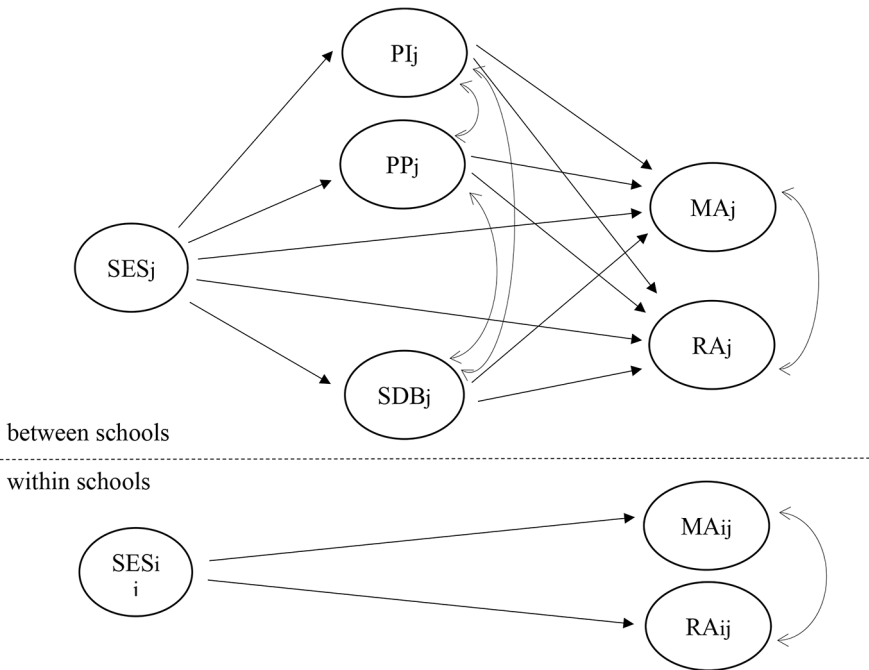 PIj
PPj
MAj
SESj
RAj
SDBj
between schools
within schools
MAij
SESi
j
RAij